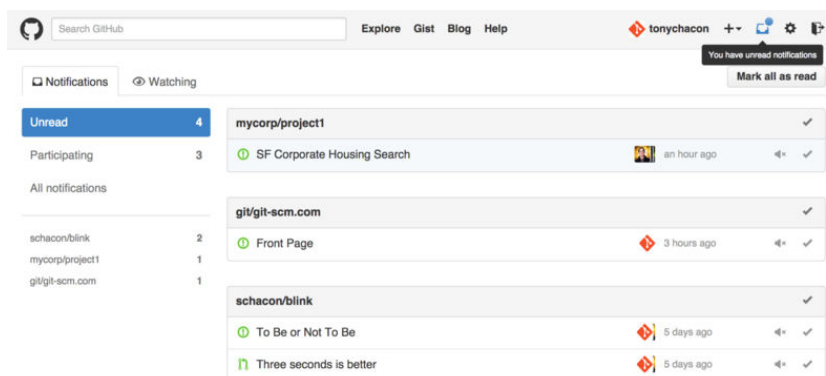 Search GitHub Explore Gist Blog Help tonychacon
You have unread notifications
Notifications Watching Mark all as read
Unread 4
Participating 3
All notifications
schacon/blink 2
mycorp/project1 1
git/git-scm.com 1
mycorp/project1
SF Corporate Housing Search an hour ago
git/git-scm.com
Front Page 3 hours ago
schacon/blink
To Be or Not To Be 5 days ago
Three seconds is better 5 days ago